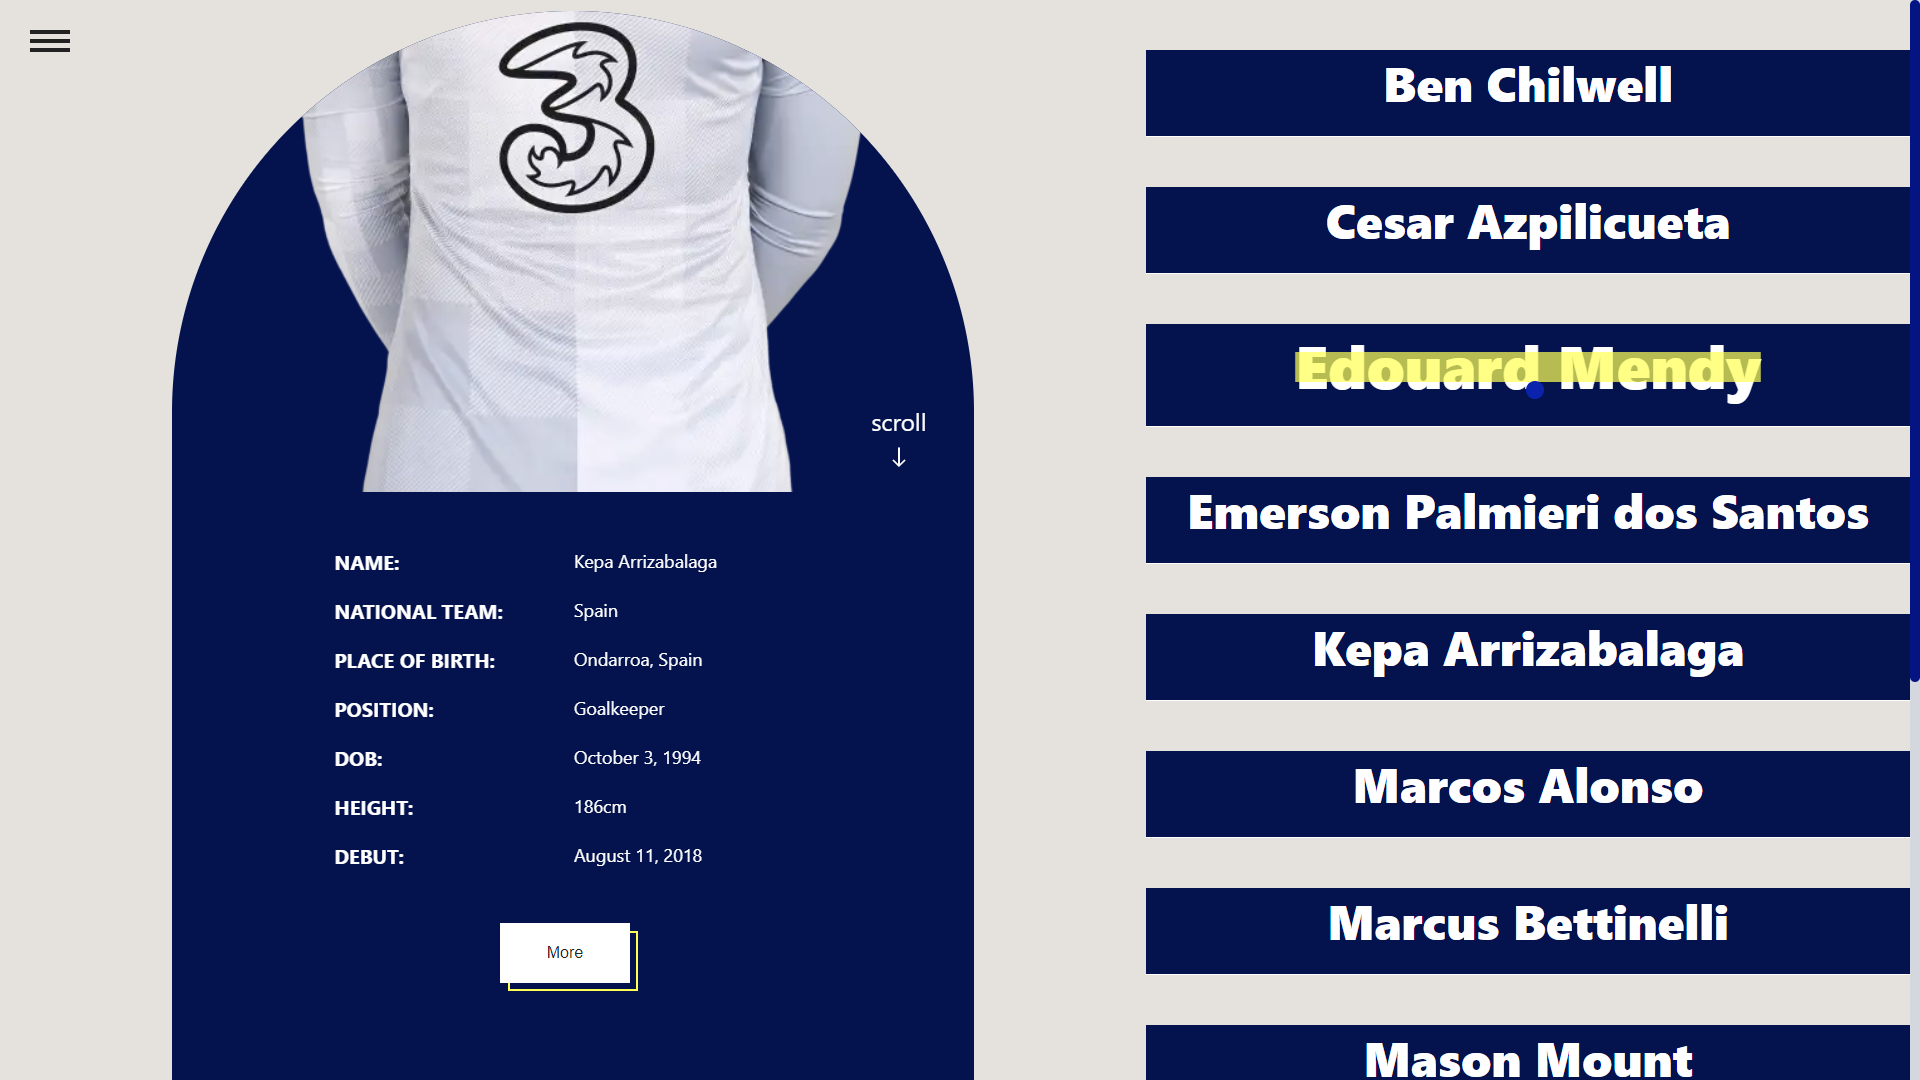 3
scroll
↓
NAME: Kepa Arrizabalaga
NATIONAL TEAM: Spain
PLACE OF BIRTH: Ondarroa, Spain
POSITION: Goalkeeper
DOB: October 3, 1994
HEIGHT: 186cm
DEBUT: August 11, 2018
More
Ben Chilwell
Cesar Azpilicueta
Edouard Mendy
Emerson Palmieri dos Santos
Kepa Arrizabalaga
Marcos Alonso
Marcus Bettinelli
Mason Mount